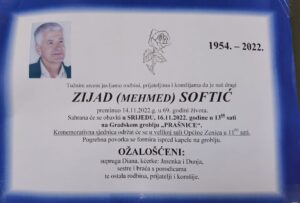 1954. – 2022.
Tužnim srcem javljamo rodbini, prijateljima i komšijama da je naš dragi
ZIJAD (MEHMED) SOFTIĆ
preminuo 14.11.2022.g. u 69. godini života.
Sahrana će se obaviti u SRIJEDU, 16.11.2022. godine u 13⁰⁰ sati
na Gradskom groblju „PRAŠNICE“.
Komemorativna sjednica održat će se u velikoj sali Općine Zenica u 11⁰⁰ sati.
Pogrebna povorka se formira ispred kapele na groblju.
OŽALOŠĆENI:
supruga Diana, kćerke: Jasenka i Dunja,
sestre i braća s porodicama
te ostala rodbina, prijatelji i komšije.